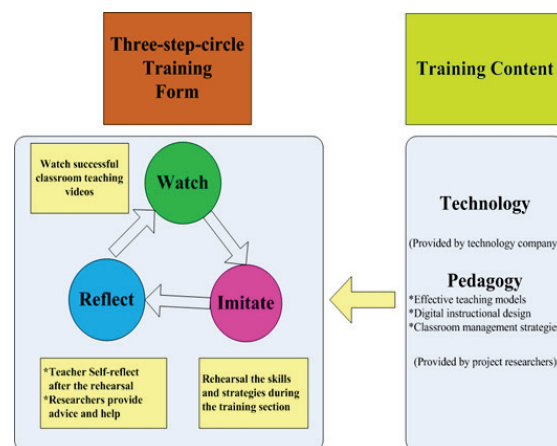 Three-step-circle
Training
Form
Training Content
Watch successful
classroom teaching
videos
Watch
Reflect
Imitate
*Teacher Self-reflect
after the rehearsal
*Researchers provide
advice and help
Rehearsal the skills
and strategies during
the training section
Technology
(Provided by technology company
Pedagogy
*Effective teaching models
*Digital instructional design
*Classroom management strategies
(Provided by project researchers)